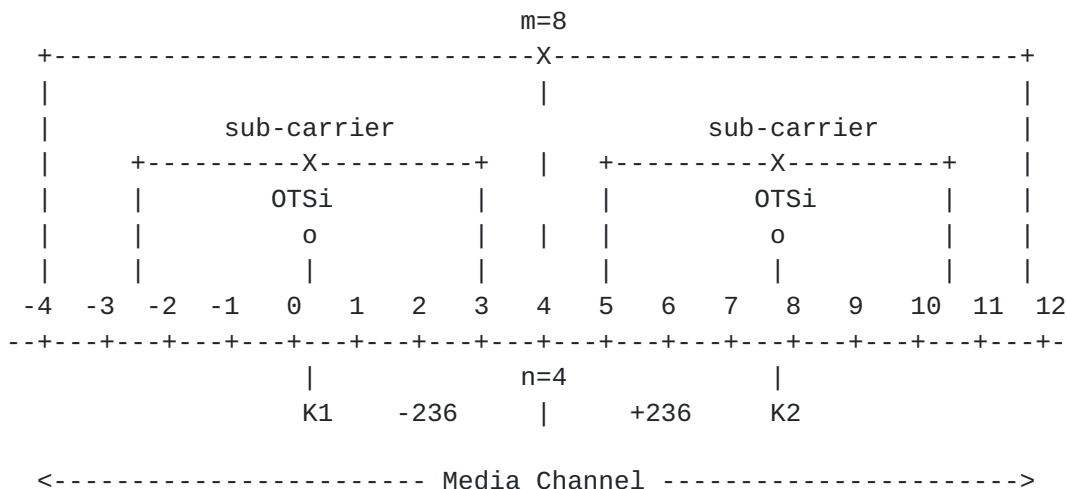 m=8
  +-------------------------------X------------------------------+
  |                               |                              |
  |           sub-carrier                   sub-carrier          |
  |     +----------X----------+   |   +----------X----------+    |
  |     |        OTSi         |       |         OTSi        |    |
  |     |          o          |   |   |          o          |    |
  |     |          |          |       |          |          |    |
 -4  -3  -2  -1   0   1   2   3   4   5   6   7   8   9   10  11  12
--+---+---+---+---+---+---+---+---+---+---+---+---+---+---+---+---+-
                   |             n=4              |
                   K1    -236     |     +236     K2

  <------------------------ Media Channel ----------------------->